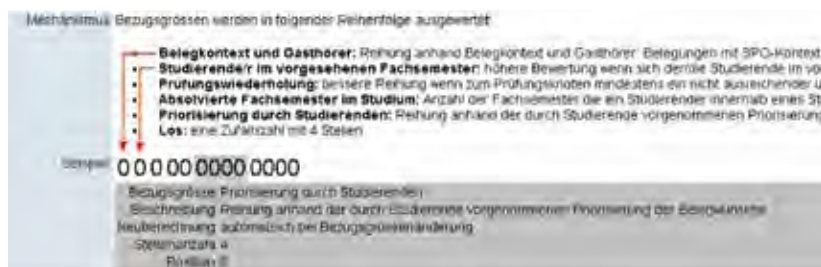 Mechanismus Bezugsgrössen werden in folgender Reihenfolge ausgewertet
Belegkontext und Gasthörer: Reihung anhand Belegkontext und Gasthörer. Belegungen mit SPO-Kontext
Studierende/r im vorgesehenen Fachsemester: höhere Bewertung wenn sich der/die Studierende im vo
Prüfungswiederholung: bessere Reihung wenn zum Prüfungsknoten mindestens ein nicht ausreichender u
Absolvierte Fachsemester im Studium: Anzahl der Fachsemester die ein Studierender innerhalb eines St
Priorisierung durch Studierenden: Reihung anhand der durch Studierende vorgenommenen Priorisierung
Los: eine Zufallszahl mit 4 Stellen
Beispiel 0 0 0 00 0000 0000
Bezugsgrösse Priorisierung durch Studierenden
Beschreibung Reihung anhand der durch Studierende vorgenommenen Priorisierung der Belegwünsche
Neuberechnung automatisch bei Bezugsgrössenänderung
Stellenanzahl 4
Position